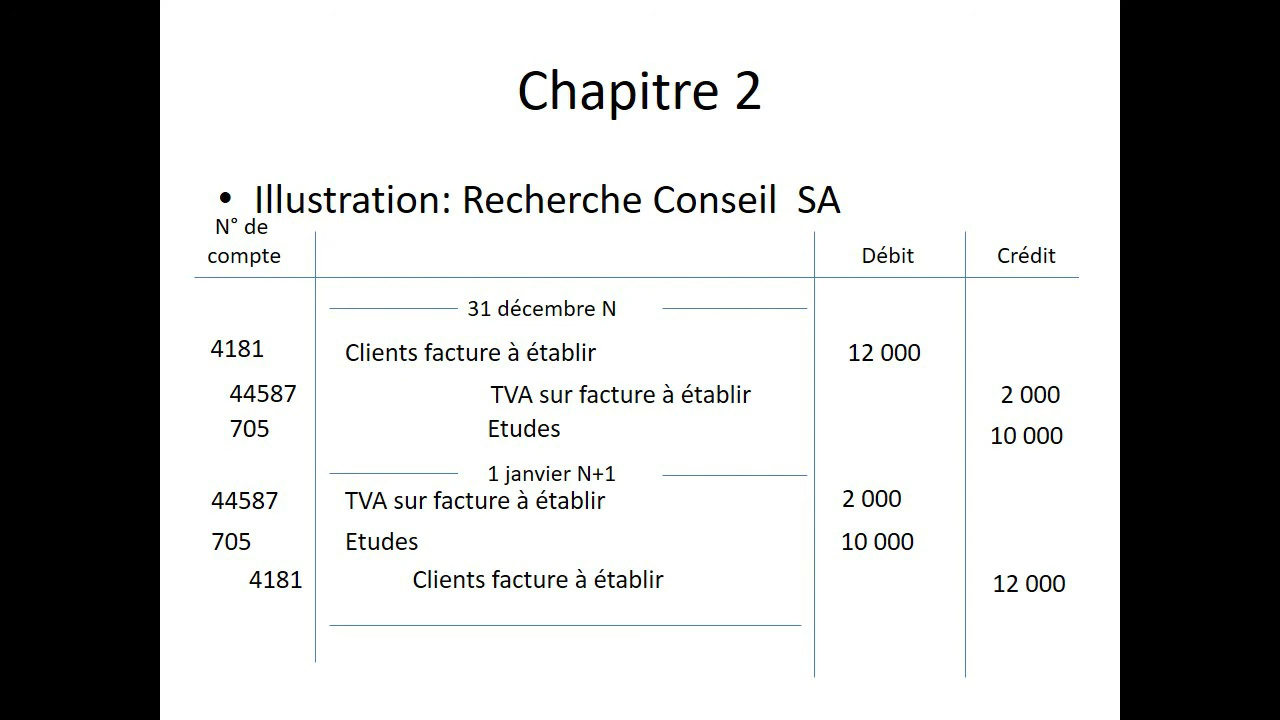 Chapitre 2
• Illustration: Recherche Conseil SA
N° de
compte Débit Crédit
31 décembre N
4181 Clients facture à établir 12 000
44587 TVA sur facture à établir 2 000
705 Etudes 10 000
1 janvier N+1
44587 TVA sur facture à établir 2 000
705 Etudes 10 000
4181 Clients facture à établir 12 000